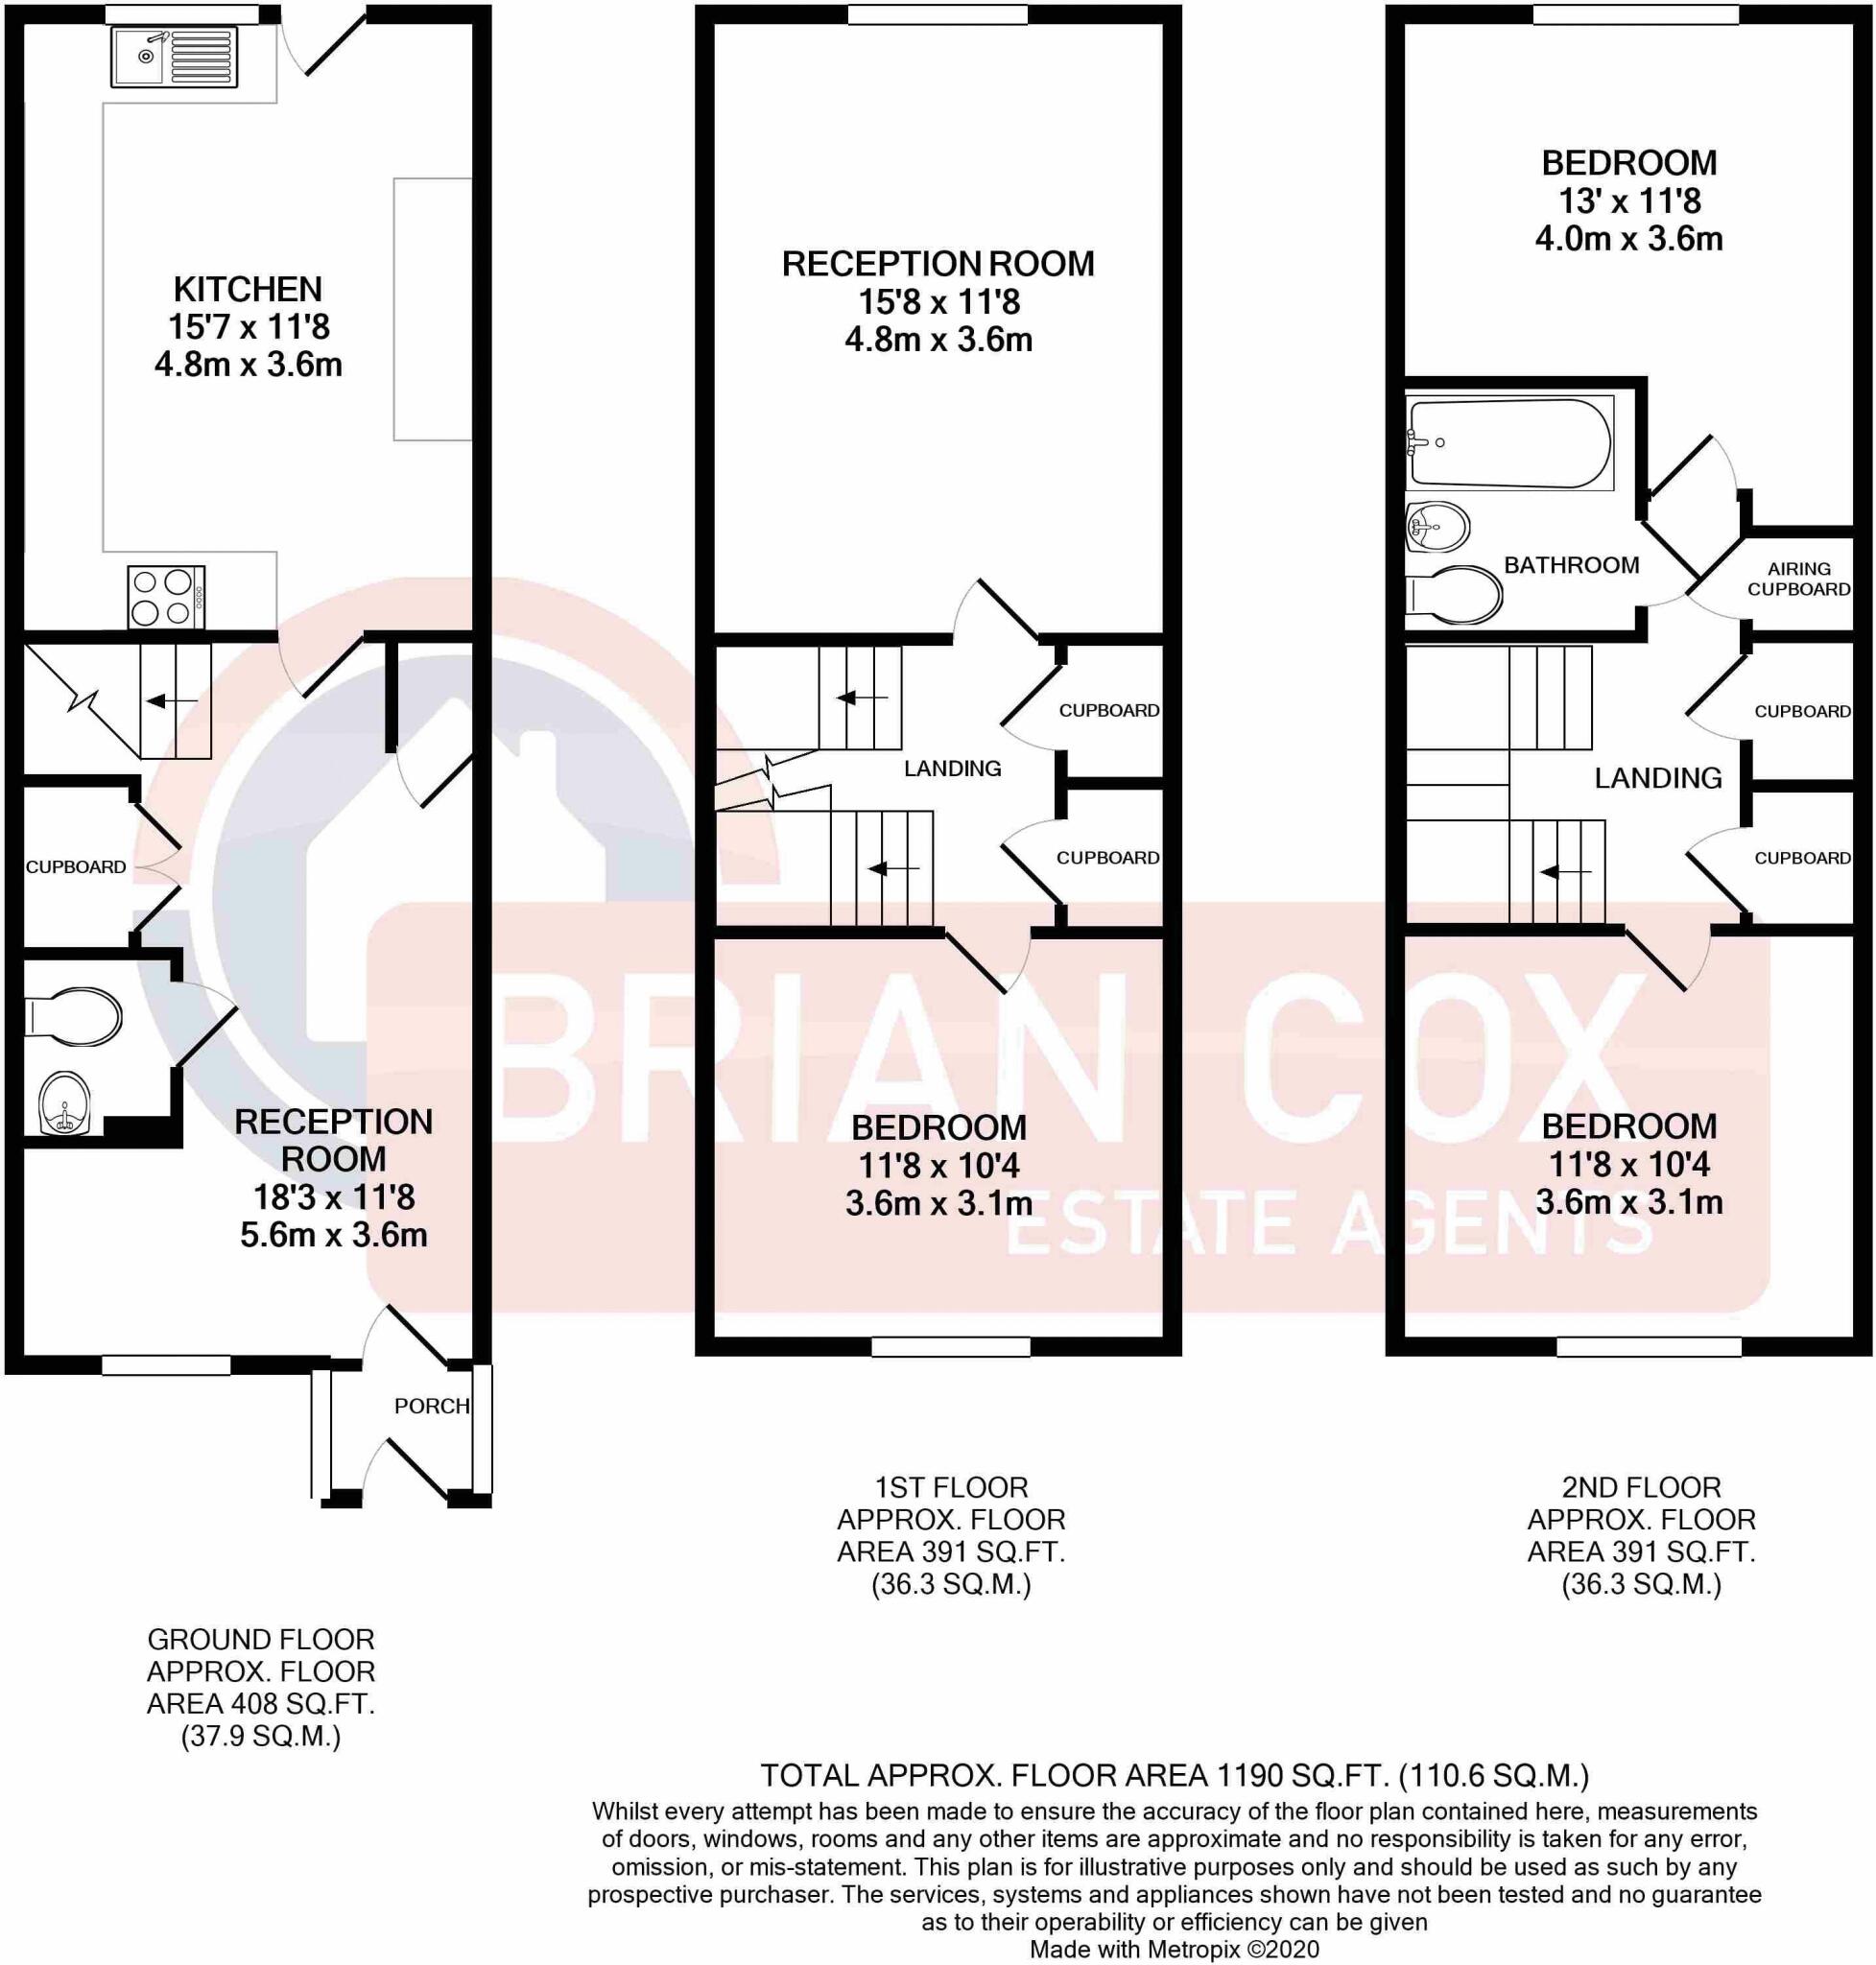 KITCHEN
15'7 x 11'8
4.8m x 3.6m
CUPBOARD
RECEPTION
ROOM
18'3 x 11'8
5.6m x 3.6m
PORCH
GROUND FLOOR
APPROX. FLOOR
AREA 408 SQ.FT.
(37.9 SQ.M.)
RECEPTION ROOM
15'8 x 11'8
4.8m x 3.6m
CUPBOARD
LANDING
CUPBOARD
BEDROOM
11'8 x 10'4
3.6m x 3.1m
1ST FLOOR
APPROX. FLOOR
AREA 391 SQ.FT.
(36.3 SQ.M.)
BEDROOM
13' x 11'8
4.0m x 3.6m
BATHROOM
AIRING
CUPBOARD
CUPBOARD
LANDING
CUPBOARD
BEDROOM
11'8 x 10'4
3.6m x 3.1m
2ND FLOOR
APPROX. FLOOR
AREA 391 SQ.FT.
(36.3 SQ.M.)
BRIAN COX
ESTATE AGENTS
TOTAL APPROX. FLOOR AREA 1190 SQ.FT. (110.6 SQ.M.)
Whilst every attempt has been made to ensure the accuracy of the floor plan contained here, measurements
of doors, windows, rooms and any other items are approximate and no responsibility is taken for any error,
omission, or mis-statement. This plan is for illustrative purposes only and should be used as such by any
prospective purchaser. The services, systems and appliances shown have not been tested and no guarantee
as to their operability or efficiency can be given
Made with Metropix ©2020